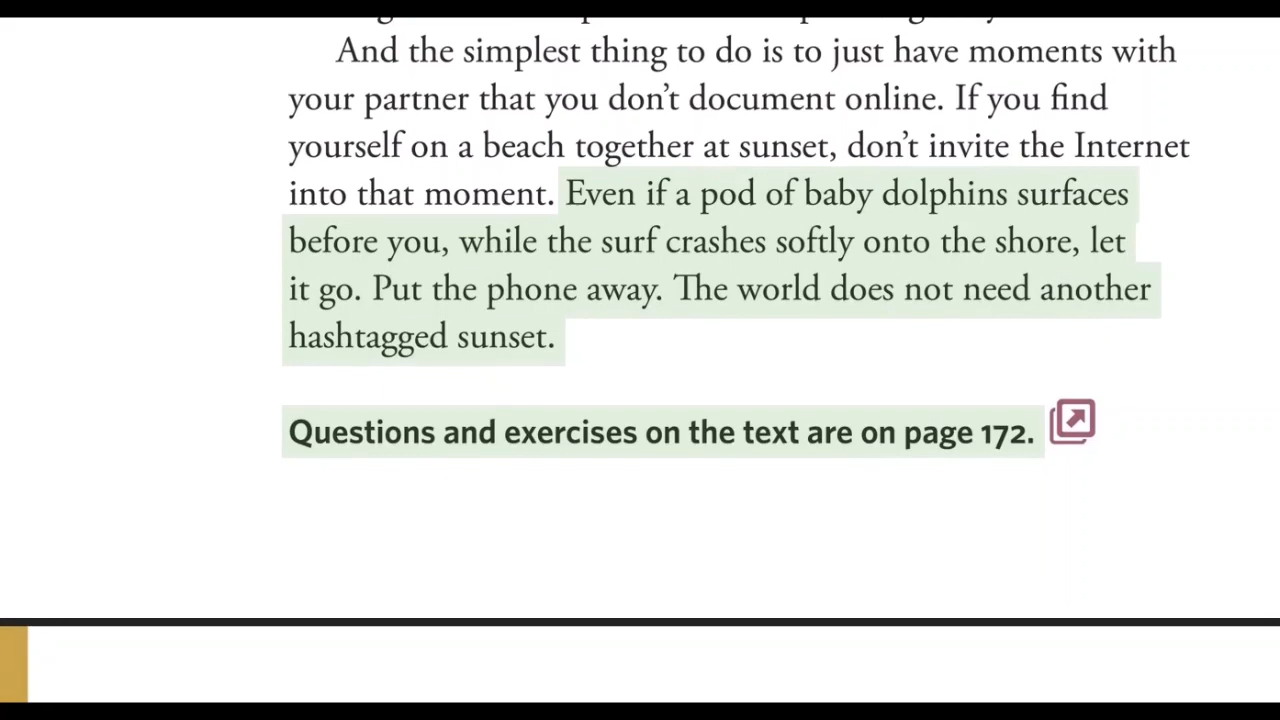 And the simplest thing to do is to just have moments with
your partner that you don't document online. If you find
yourself on a beach together at sunset, don't invite the Internet
into that moment. Even if a pod of baby dolphins surfaces
before you, while the surf crashes softly onto the shore, let
it go. Put the phone away. The world does not need another
hashtagged sunset.
Questions and exercises on the text are on page 172.